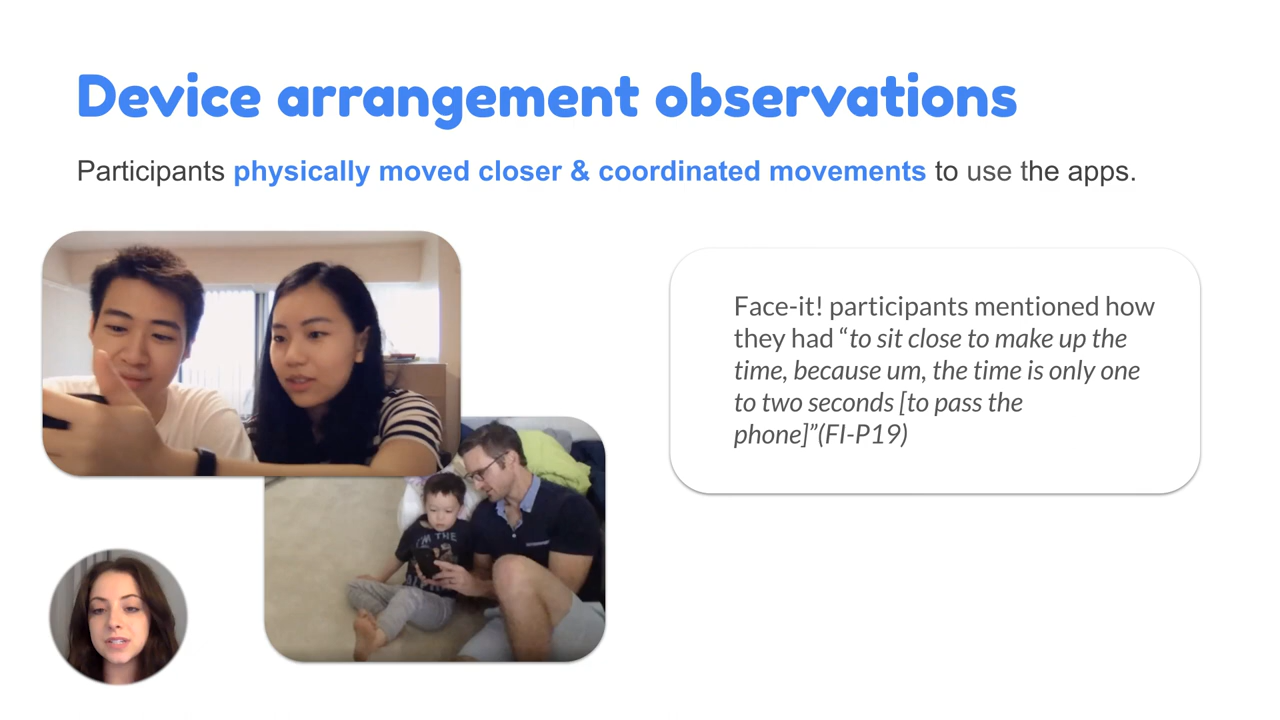 Device arrangement observations
Participants physically moved closer & coordinated movements to use the apps.
Face-it! participants mentioned how
they had “to sit close to make up the
time, because um, the time is only one
to two seconds [to pass the
phone]”(FI-P19)
I'M THE